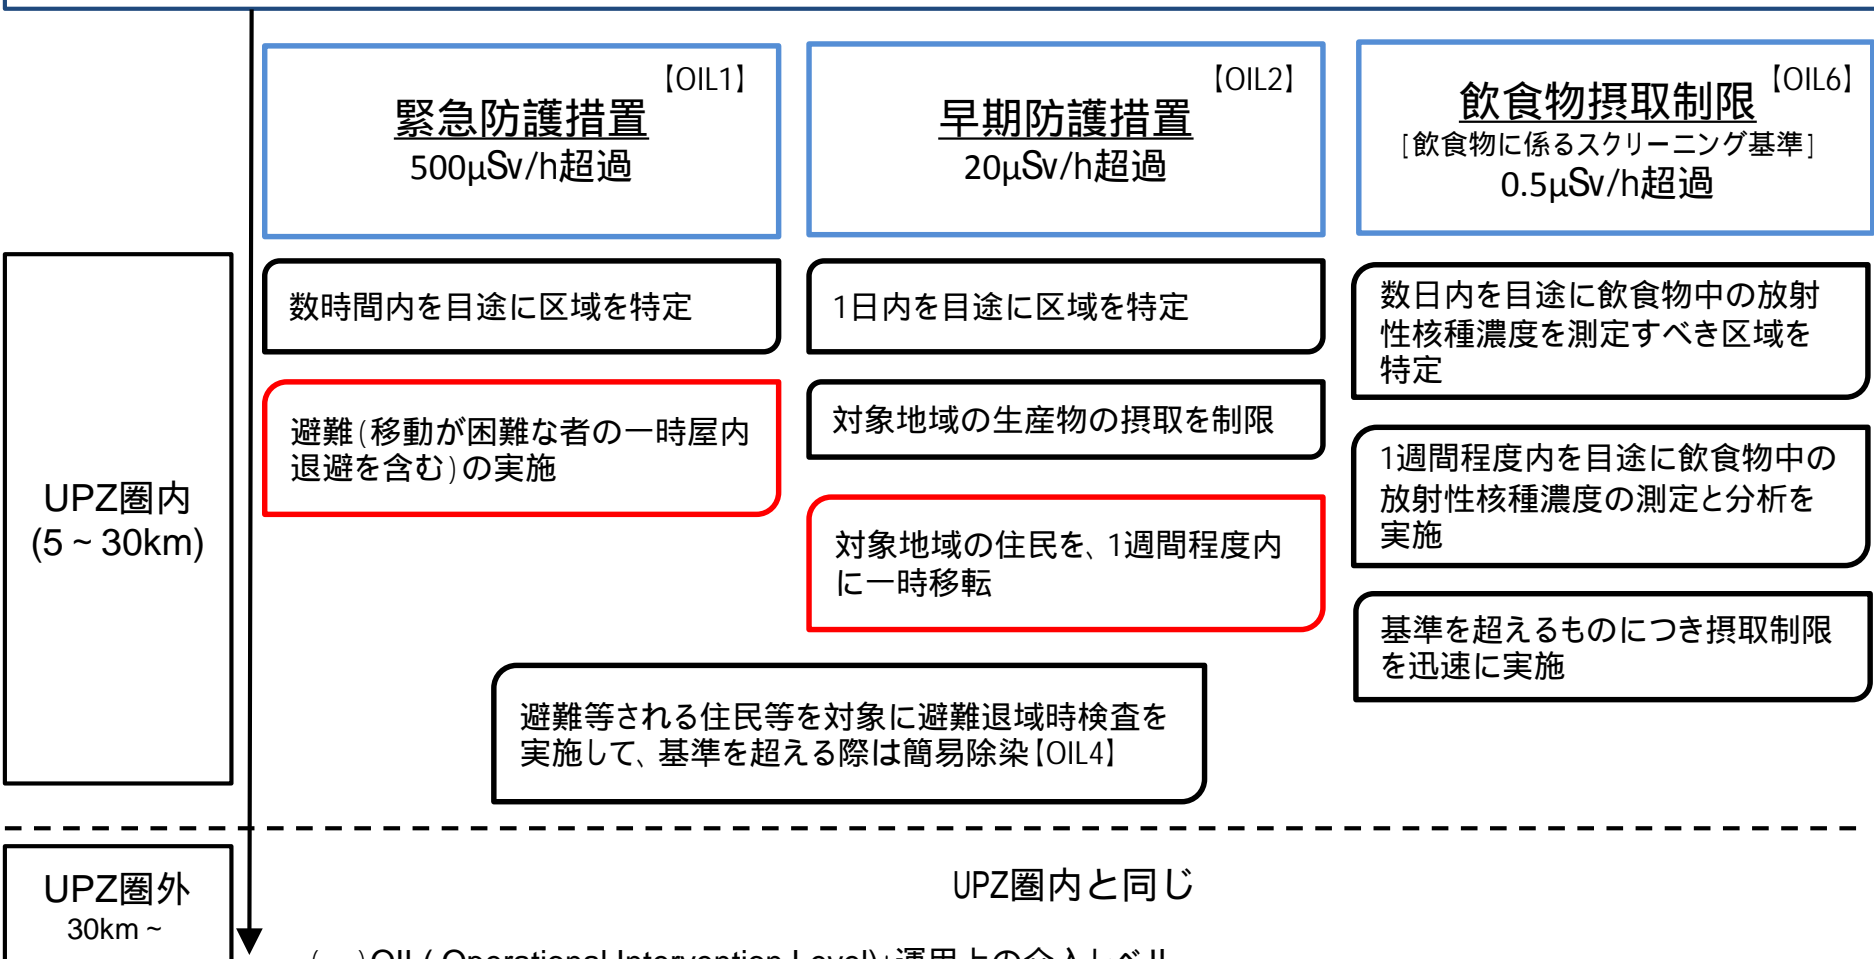 【OIL1】
緊急防護措置
500μSv/h超過
【OIL2】
早期防護措置
20μSv/h超過
【OIL6】
飲食物摂取制限
[飲食物に係るスクリーニング基準]
0.5μSv/h超過
UPZ圏内
(5~30km)
数時間内を目途に区域を特定
避難(移動が困難な者の一時屋内
退避を含む)の実施
1日内を目途に区域を特定
対象地域の生産物の摂取を制限
対象地域の住民を、1週間程度内
に一時移転
数日内を目途に飲食物中の放射
性核種濃度を測定すべき区域を
特定
1週間程度内を目途に飲食物中の
放射性核種濃度の測定と分析を
実施
基準を超えるものにつき摂取制限
を迅速に実施
避難等される住民等を対象に避難退域時検査を
実施して、基準を超える際は簡易除染【OIL4】
UPZ圏外
30km~
UPZ圏内と同じ
( )OIL( Operational Intervention Level):運用上の介入レベル